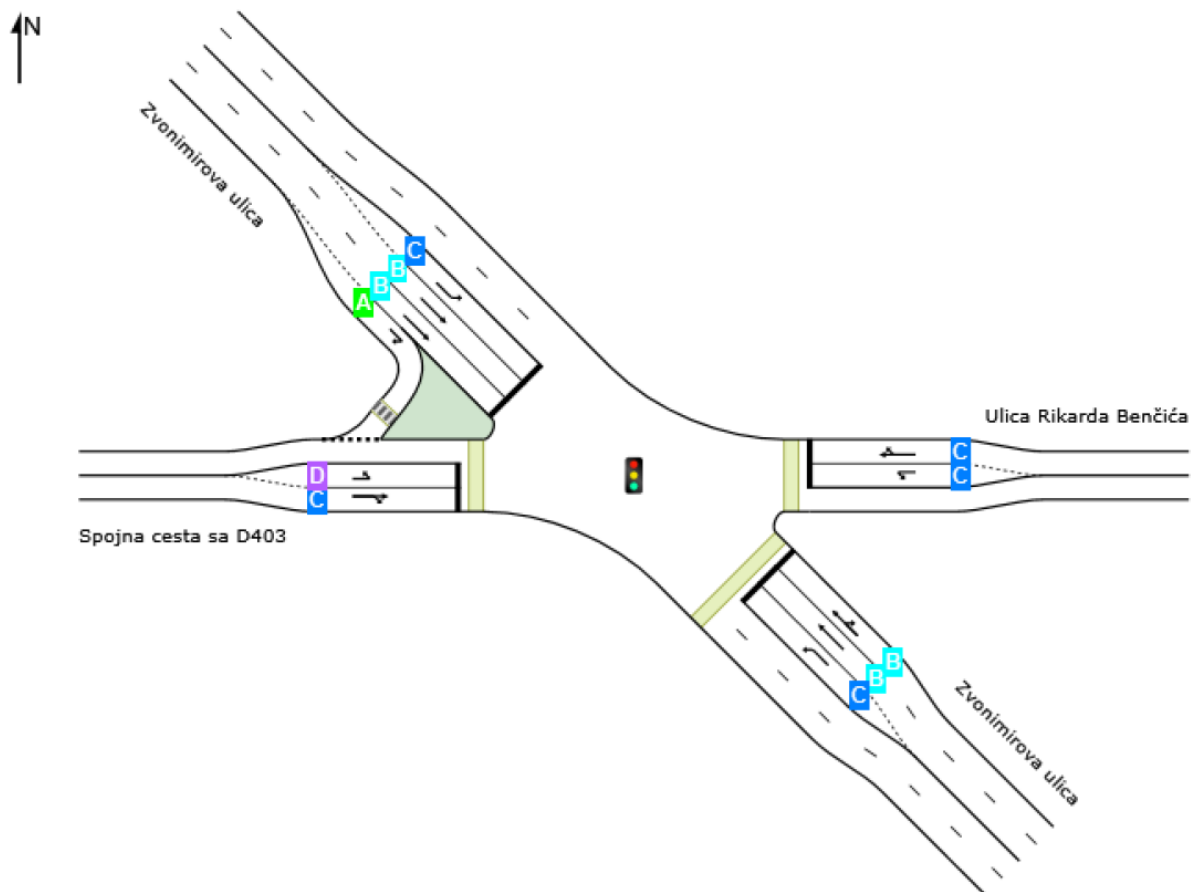 N
Zvonimirova ulica
C
B
B
A
Ulica Rikarda Benčića
D
C
C
C
Spojna cesta sa D403
B
B
C
Zvonimirova ulica